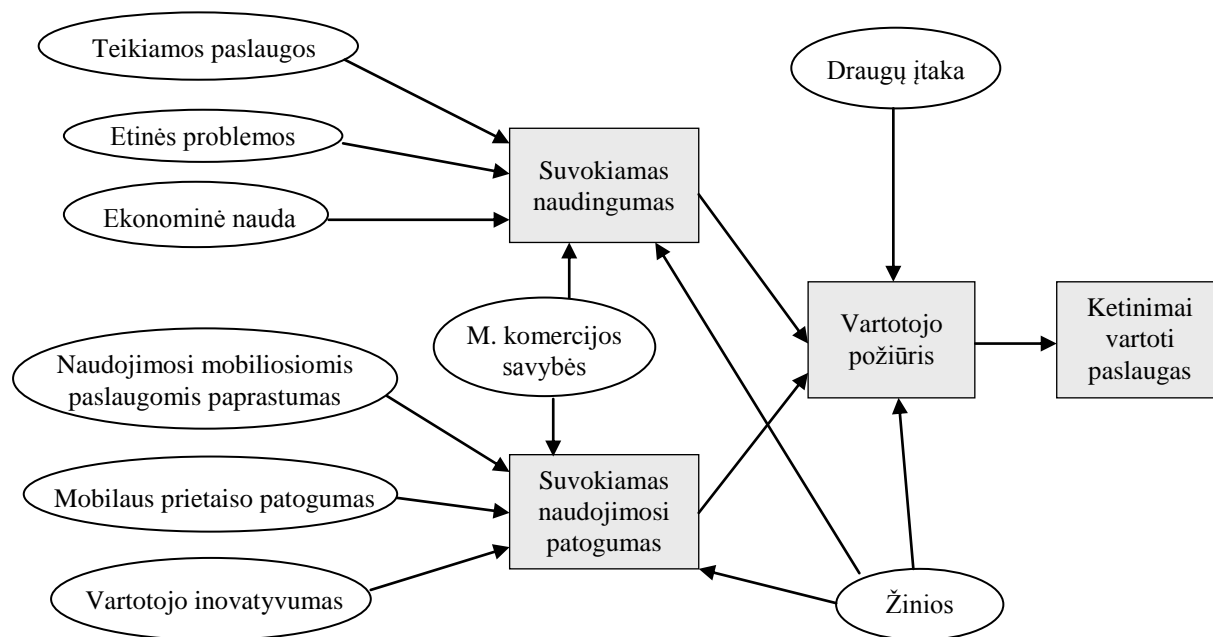 Teikiamos paslaugos
Draugų įtaka
Etinės problemos
Suvokiamas
naudingumas
Ekonominė nauda
M. komercijos
savybės
Vartotojo
požiūris
Ketinimai
vartoti
paslaugas
Naudojimosi mobiliosiomis
paslaugomis paprastumas
Suvokiamas
naudojimosi
patogumas
Mobilaus prietaiso patogumas
Vartotojo inovatyvumas
Žinios